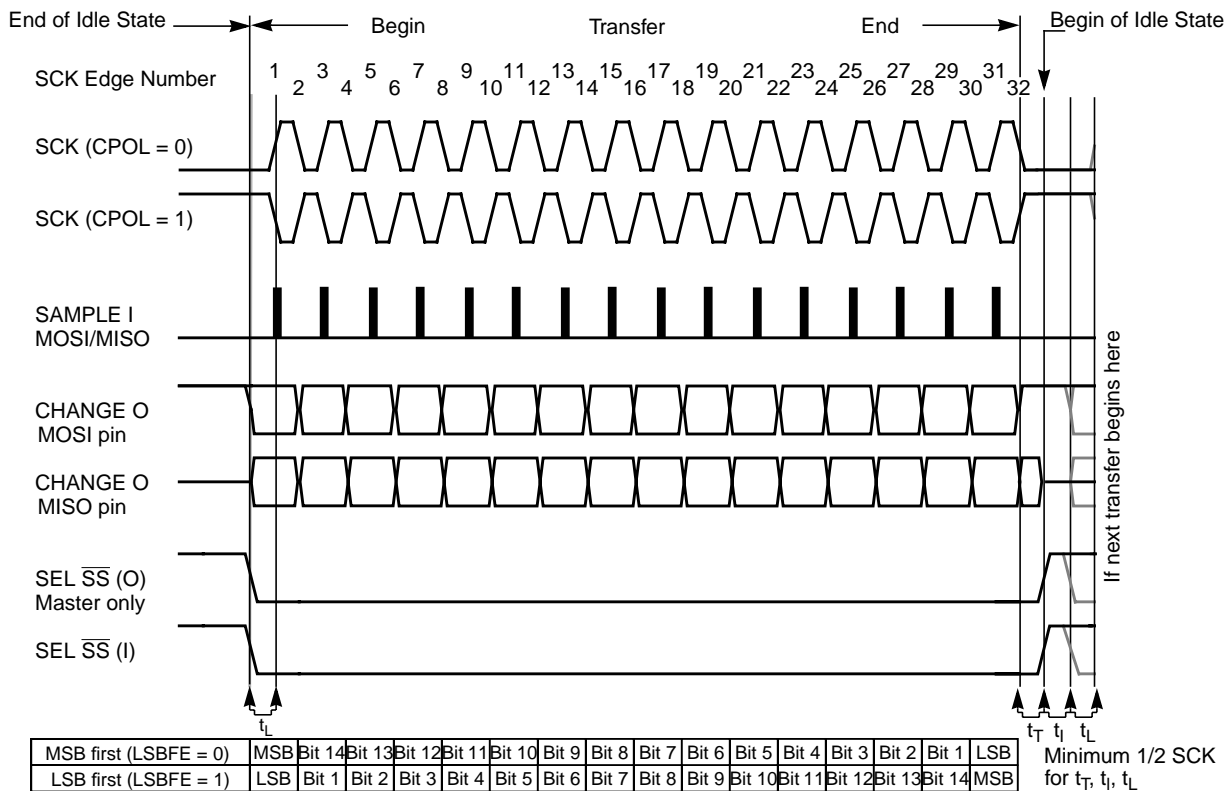 End of Idle State
Begin
Transfer
End
Begin of Idle State
SCK Edge Number
1 3 5 7 9 11 13 15 17 19 21 23 25 27 29 31
2 4 6 8 10 12 14 16 18 20 22 24 26 28 30 32
SCK (CPOL = 0)
SCK (CPOL = 1)
SAMPLE I
MOSI/MISO
CHANGE O
MOSI pin
CHANGE O
MISO pin
SEL SS (O)
Master only
SEL SS (I)
If next transfer begins here
tL
tT tI tL
MSB first (LSBFE = 0) MSB Bit 14 Bit 13 Bit 12 Bit 11 Bit 10 Bit 9 Bit 8 Bit 7 Bit 6 Bit 5 Bit 4 Bit 3 Bit 2 Bit 1 LSB
LSB first (LSBFE = 1) LSB Bit 1 Bit 2 Bit 3 Bit 4 Bit 5 Bit 6 Bit 7 Bit 8 Bit 9 Bit 10 Bit 11 Bit 12 Bit 13 Bit 14 MSB
Minimum 1/2 SCK
for tT, tI, tL